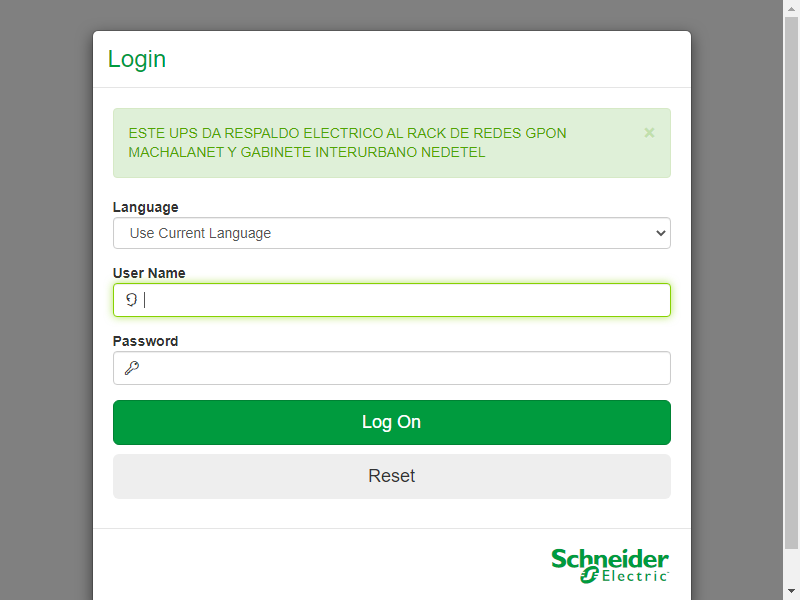 Login
ESTE UPS DA RESPALDO ELECTRICO AL RACK DE REDES GPON
MACHALANET Y GABINETE INTERURBANO NEDETEL
×
Language
Use Current Language
User Name
Password
Log On
Reset
Schneider
Electric